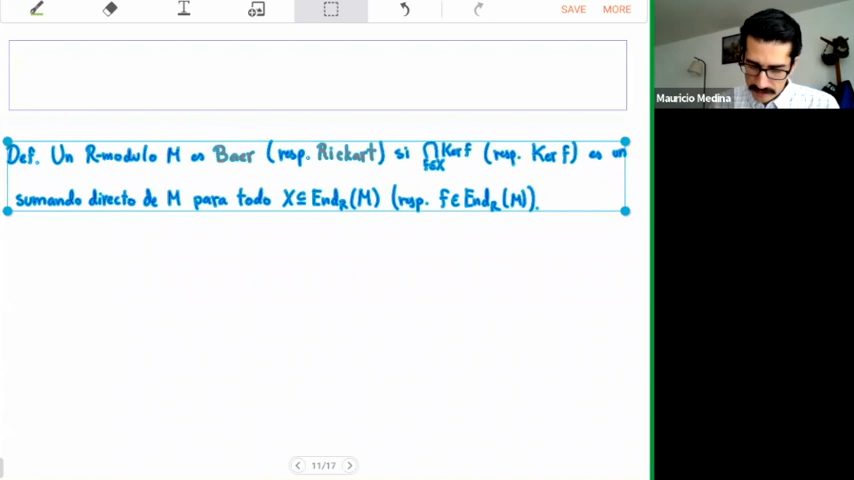 SAVE MORE
Mauricio Medina
Def. Un R-modulo M es Baer (resp. Rickart) si ⋂_{f∈X} Ker f (resp. Ker f) es un
sumando directo de M para todo X ⊆ End_R(M) (resp. f ∈ End_R(M)).
11/17